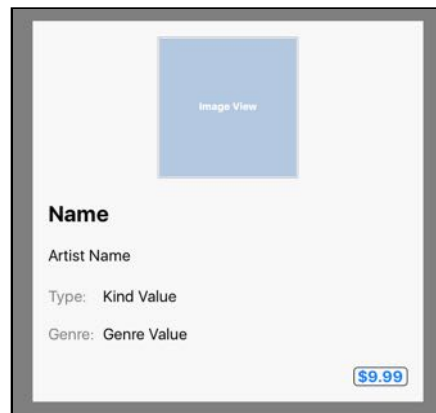 Image View
Name
Artist Name
Type: Kind Value
Genre: Genre Value
$9.99